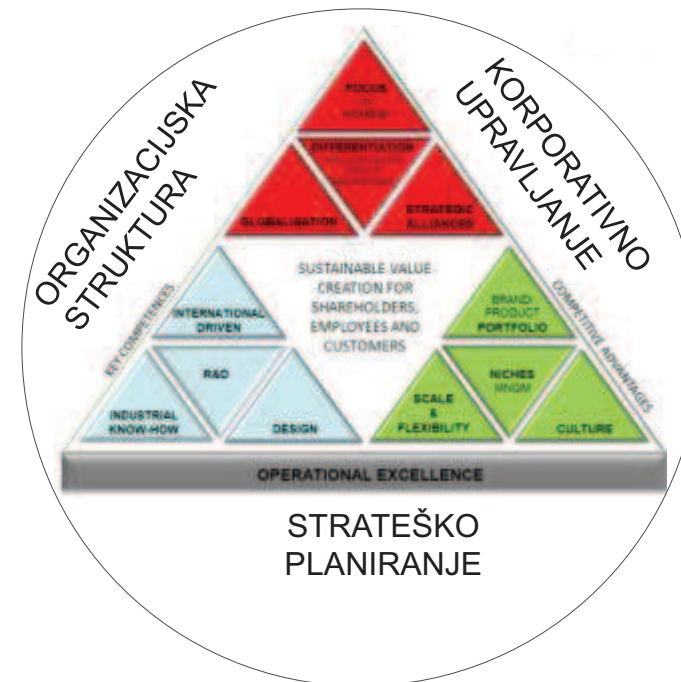 ORGANIZACIJSKA
STRUKTURA
KORPORATIVNO
UPRAVLJANJE
FOCUS
DIFFERENTIATION
GLOBALISATION
STRATEGIC
ALLIANCES
SUSTAINABLE VALUE
CREATION FOR
SHAREHOLDERS,
EMPLOYEES AND
CUSTOMERS
KEY COMPETENCES
INTERNATIONAL
DRIVEN
R&D
INDUSTRIAL
KNOW-HOW
DESIGN
COMPETITIVE ADVANTAGES
BRAND
PRODUCT
PORTFOLIO
NICHES
MNGM
SCALE
&
FLEXIBILITY
CULTURE
OPERATIONAL EXCELLENCE
STRATEŠKO
PLANIRANJE